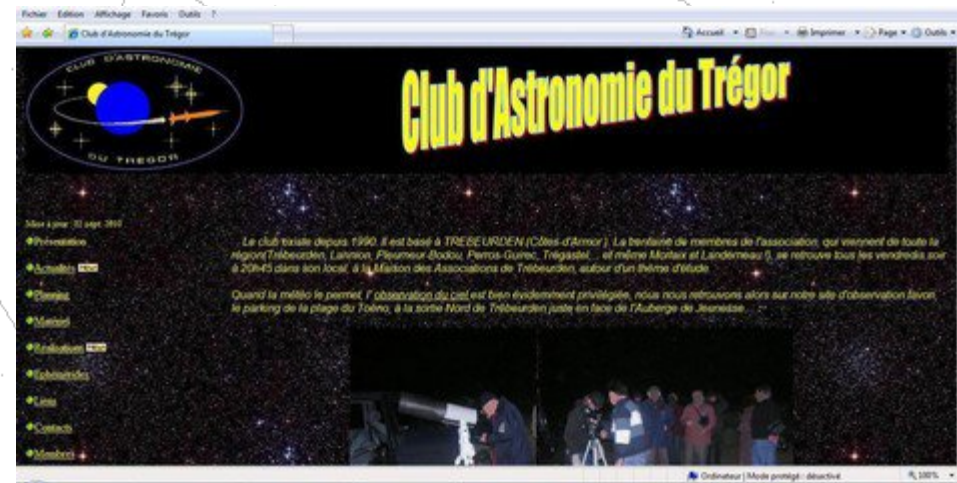 Fichier Edition Affichage Favoris Outils ?
Club d'Astronomie du Trégor
Accueil Imprimer Page Outils
CLUB D'ASTRONOMIE
DU TREGOR
Club d'Astronomie du Trégor
Mise à jour : sept. 2010
Présentation
Actualités
Planning
Matériel
Réalisations
Ephémérides
Liens
Contacts
Membres
Le club existe depuis 1990. Il est basé à TREBEURDEN (Côtes-d'Armor ). La trentaine de membres de l'association, qui viennent de toute la
région(Trébeurden, Lannion, Pleumeur-Bodou, Perros-Guirec, Trégastel,... et même Morlaix et Landerneau !), se retrouve tous les vendredis soir
à 20h45 dans son local, à la Maison des Associations de Trébeurden, autour d'un thème d'étude.
Quand la météo le permet, l' observation du ciel est bien évidemment privilégiée, nous nous retrouvons alors sur notre site d'observation favori,
le parking de la plage du Toëno, à la sortie Nord de Trébeurden juste en face de l'Auberge de Jeunesse.
Ordinateur | Mode protégé : désactivé
100%